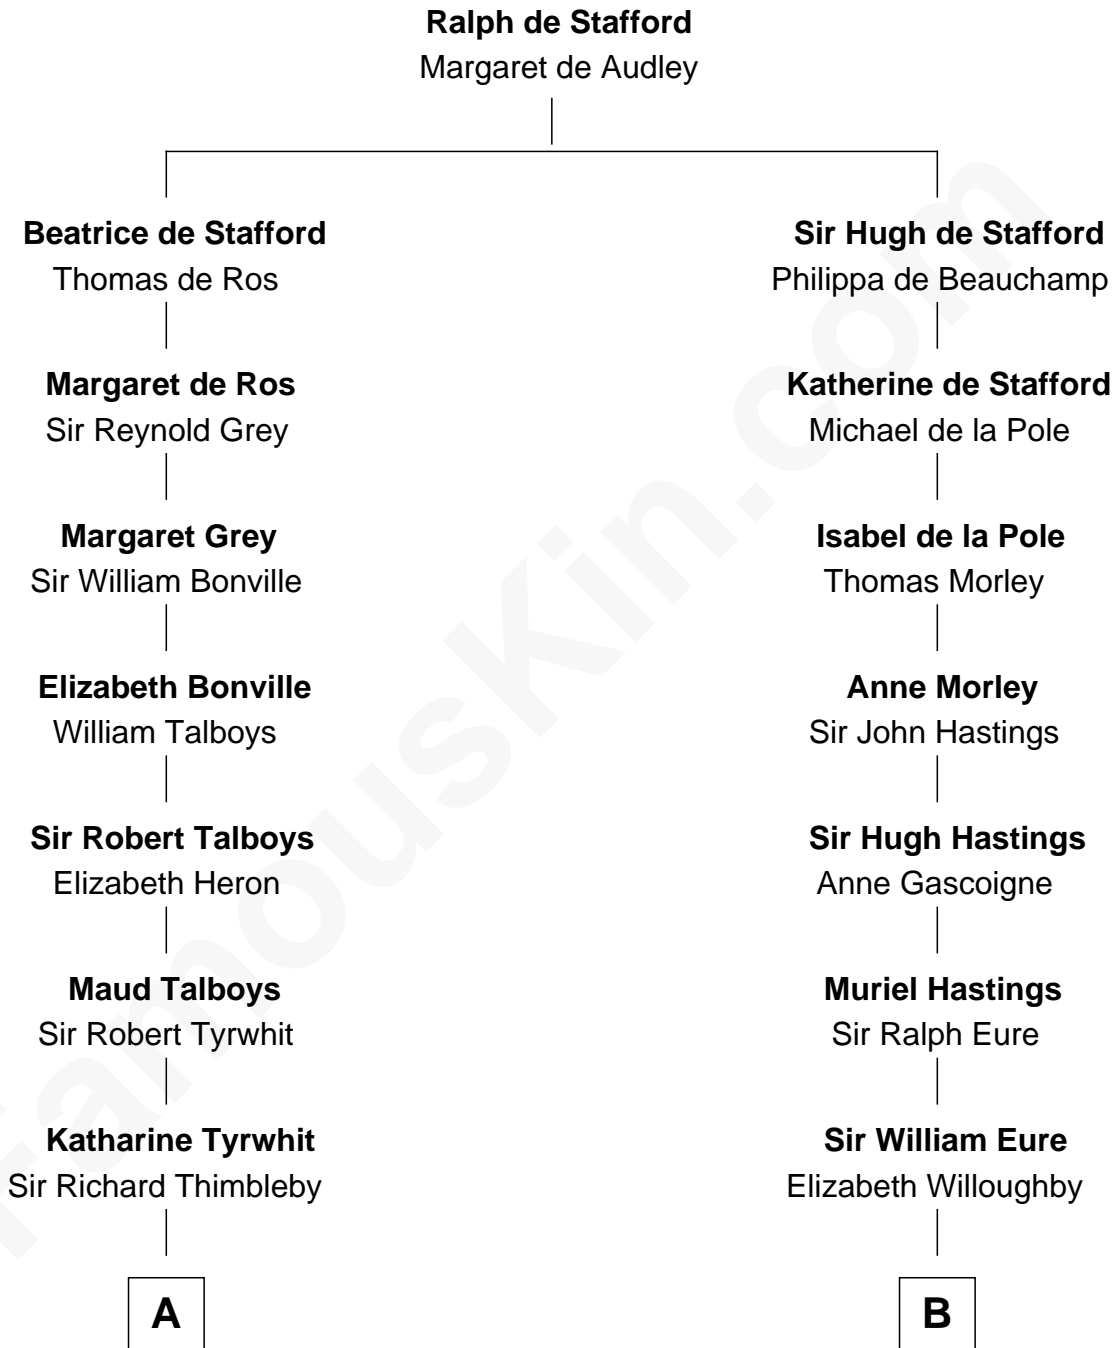 Ralph de Stafford
Margaret de Audley
Beatrice de Stafford
Thomas de Ros
Margaret de Ros
Sir Reynold Grey
Margaret Grey
Sir William Bonville
Elizabeth Bonville
William Talboys
Sir Robert Talboys
Elizabeth Heron
Maud Talboys
Sir Robert Tyrwhit
Katharine Tyrwhit
Sir Richard Thimbleby
A
Sir Hugh de Stafford
Philippa de Beauchamp
Katherine de Stafford
Michael de la Pole
Isabel de la Pole
Thomas Morley
Anne Morley
Sir John Hastings
Sir Hugh Hastings
Anne Gascoigne
Muriel Hastings
Sir Ralph Eure
Sir William Eure
Elizabeth Willoughby
B
FamousKin.com